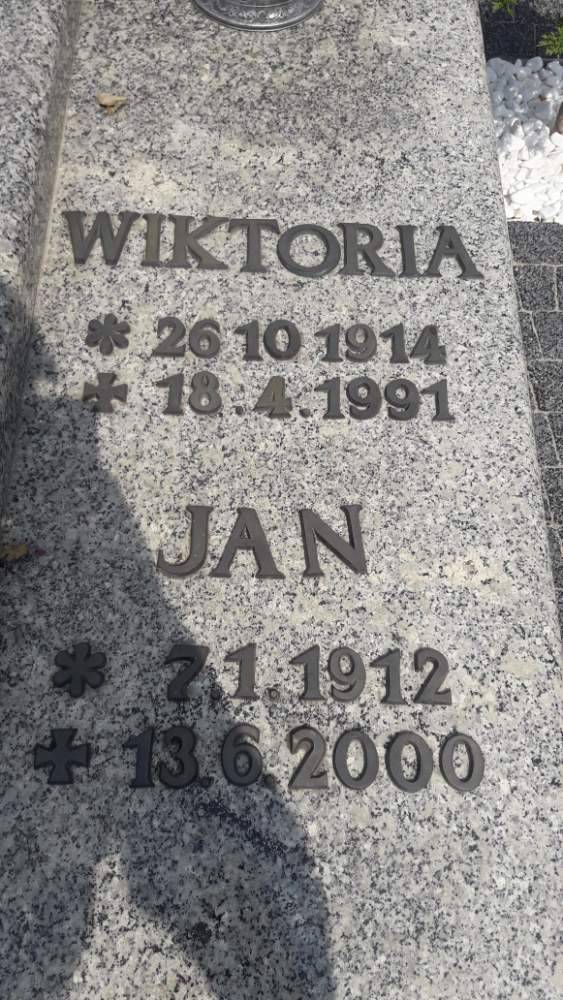 WIKTORIA
* 26 10 1914
+ 18.4.1991
JAN
* 7.1.1912
+ 13.6.2000